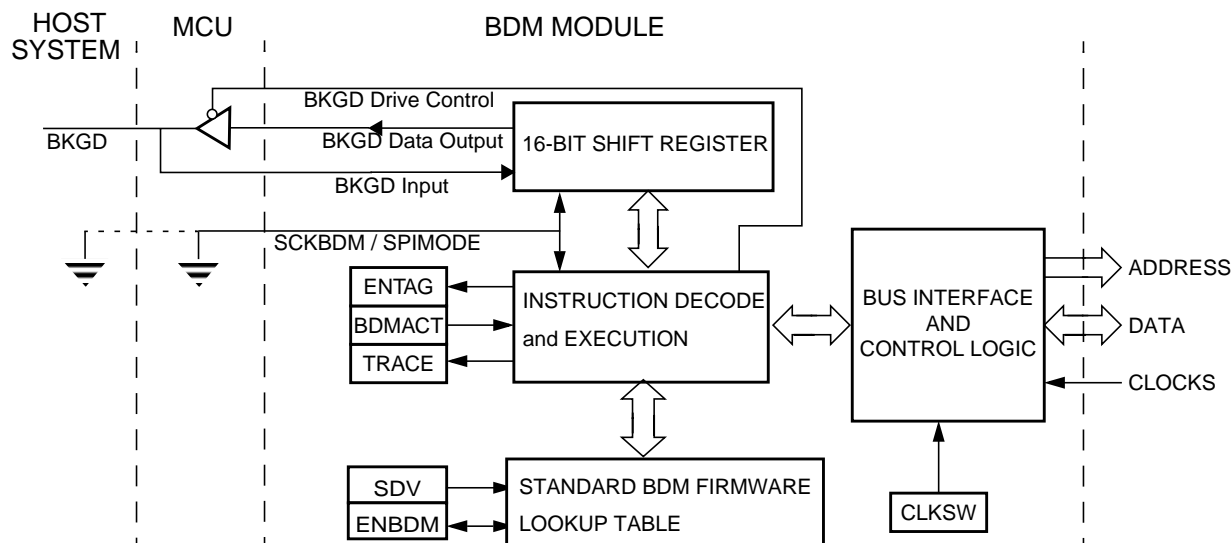 HOST
SYSTEM
MCU
BDM MODULE
BKGD Drive Control
BKGD
BKGD Data Output
16-BIT SHIFT REGISTER
BKGD Input
SCKBDM / SPIMODE
ENTAG
BDMACT
TRACE
INSTRUCTION DECODE
and EXECUTION
BUS INTERFACE
AND
CONTROL LOGIC
ADDRESS
DATA
CLOCKS
SDV
ENBDM
STANDARD BDM FIRMWARE
LOOKUP TABLE
CLKSW